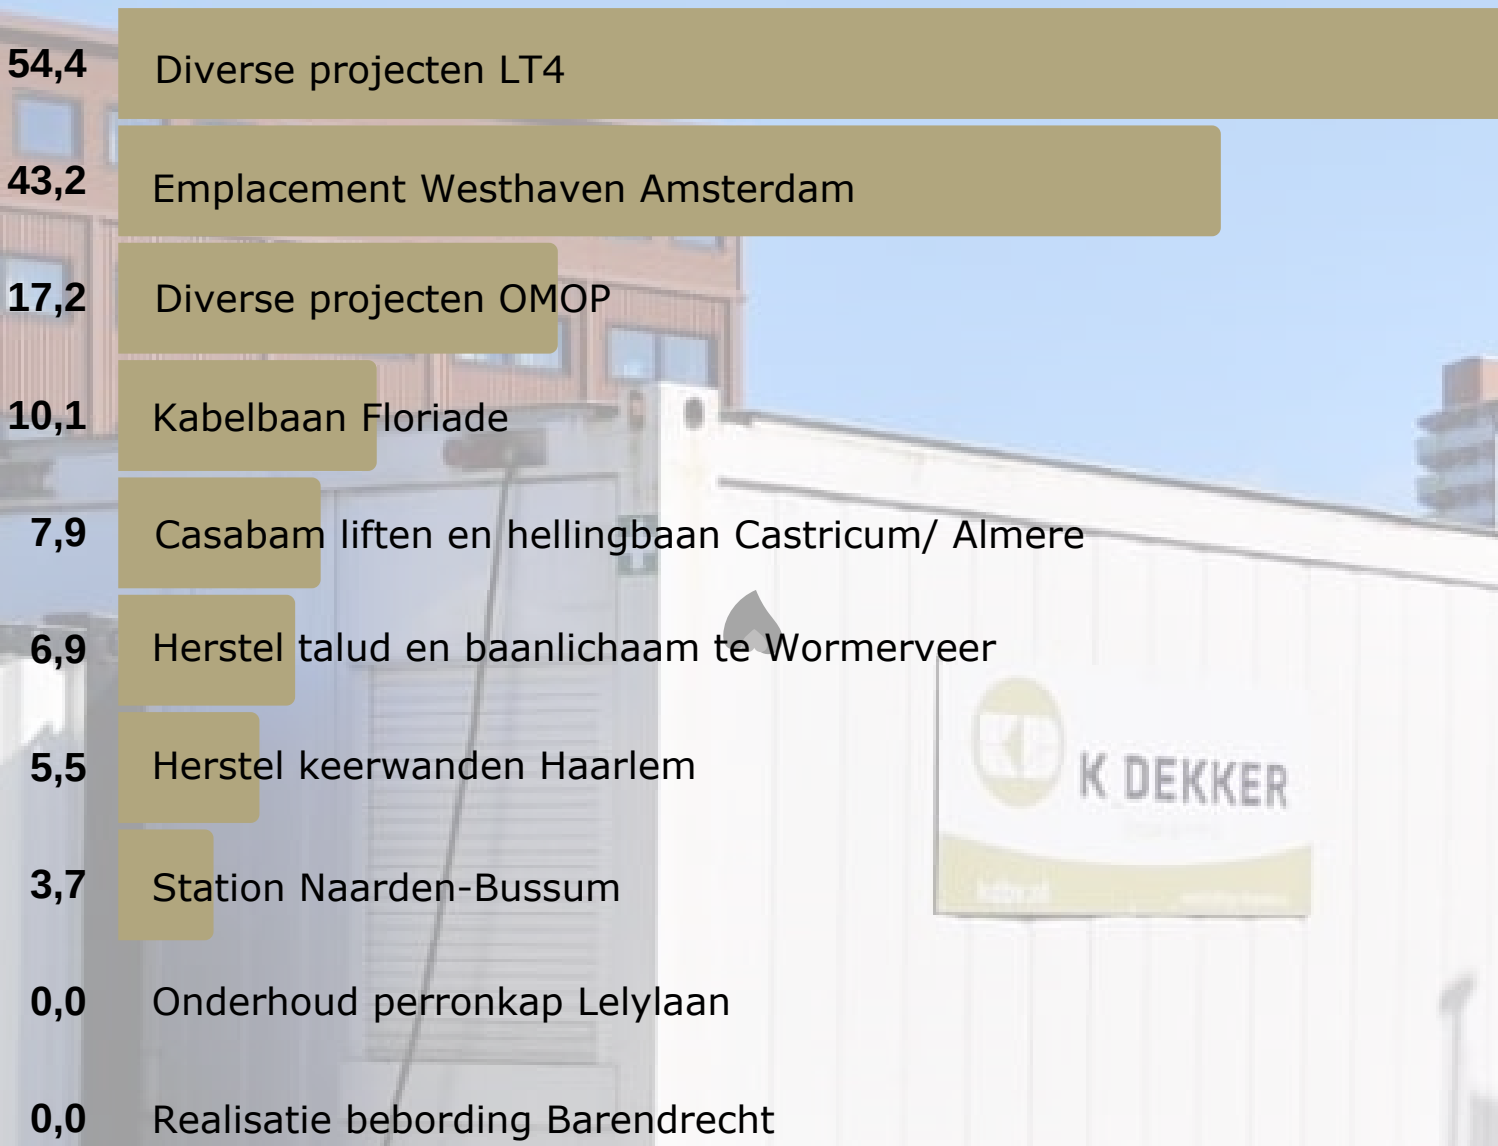 54,4 Diverse projecten LT4
43,2 Emplacement Westhaven Amsterdam
17,2 Diverse projecten OMOP
10,1 Kabelbaan Floriade
7,9 Casabam liften en hellingbaan Castricum/ Almere
6,9 Herstel talud en baanlichaam te Wormerveer
5,5 Herstel keerwanden Haarlem
K DEKKER
3,7 Station Naarden-Bussum
0,0 Onderhoud perronkap Lelylaan
0,0 Realisatie bebording Barendrecht